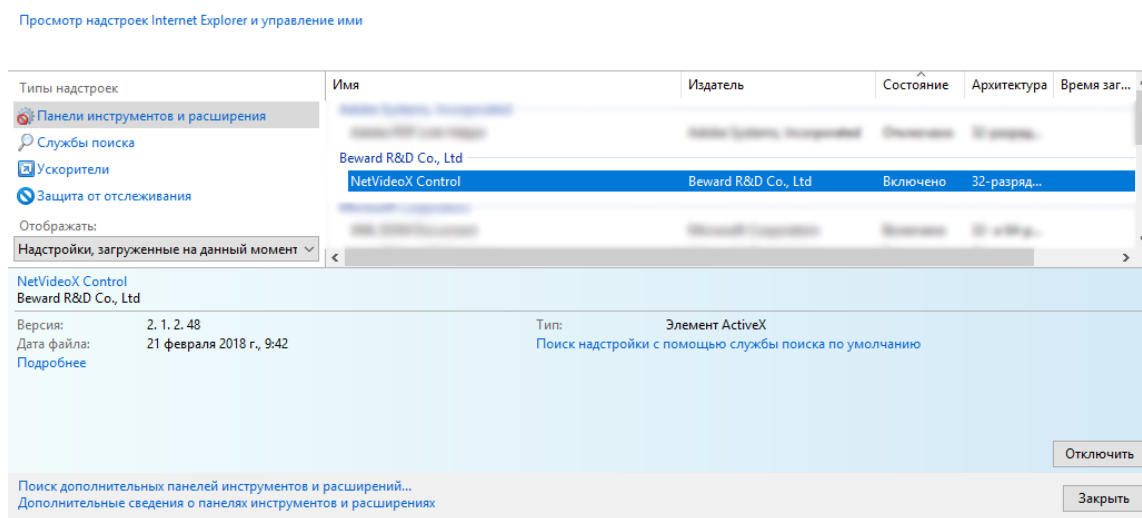 Просмотр надстроек Internet Explorer и управление ими
Типы надстроек
Панели инструментов и расширения
Службы поиска
Ускорители
Защита от отслеживания
Отображать:
Надстройки, загруженные на данный момент
Имя Издатель Состояние Архитектура Время заг...
Beward R&D Co., Ltd
NetVideoX Control Beward R&D Co., Ltd Включено 32-разряд...
NetVideoX Control
Beward R&D Co., Ltd
Версия: 2. 1. 2. 48
Дата файла: 21 февраля 2018 г., 9:42
Подробнее
Тип: Элемент ActiveX
Поиск надстройки с помощью службы поиска по умолчанию
Отключить
Поиск дополнительных панелей инструментов и расширений...
Дополнительные сведения о панелях инструментов и расширениях
Закрыть